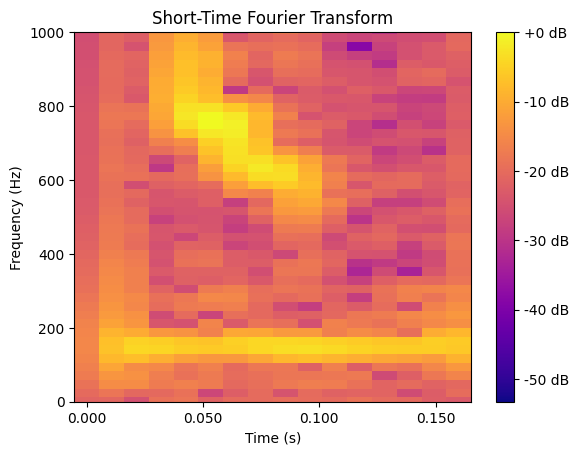 Short-Time Fourier Transform
1000
800
600
400
200
0
Frequency (Hz)
0.000
0.050
0.100
0.150
Time (s)
+0 dB
-10 dB
-20 dB
-30 dB
-40 dB
-50 dB